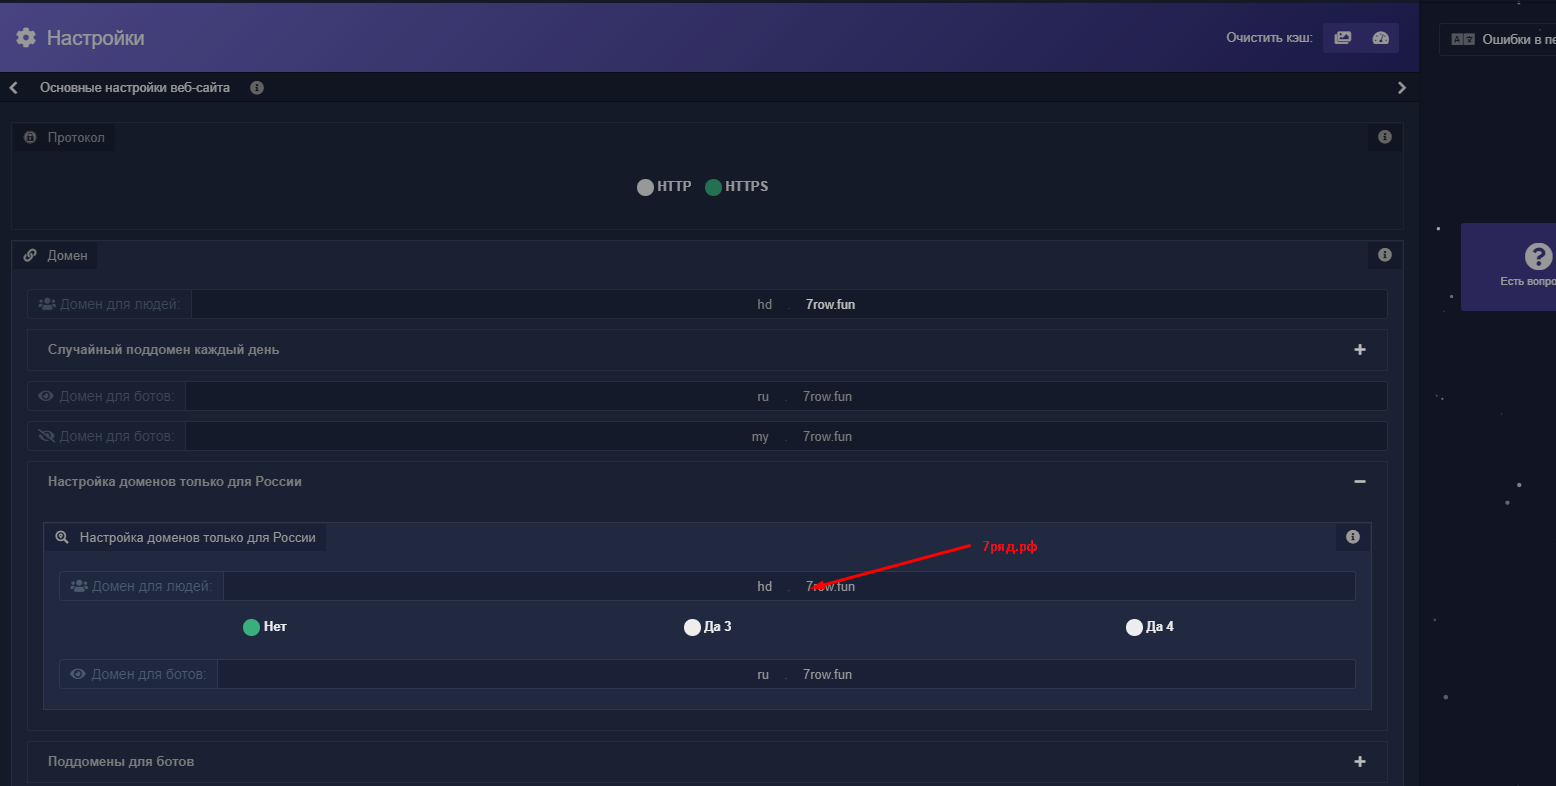 Настройки
Очистить кэш:
Ошибки в пе
Основные настройки веб-сайта
Протокол
HTTP HTTPS
Домен
Домен для людей: hd . 7row.fun
Есть вопро
Случайный поддомен каждый день
Домен для ботов: ru . 7row.fun
Домен для ботов: my . 7row.fun
Настройка доменов только для России
Настройка доменов только для России
7ряд.рф
Домен для людей: hd . 7row.fun
Нет Да 3 Да 4
Домен для ботов: ru . 7row.fun
Поддомены для ботов